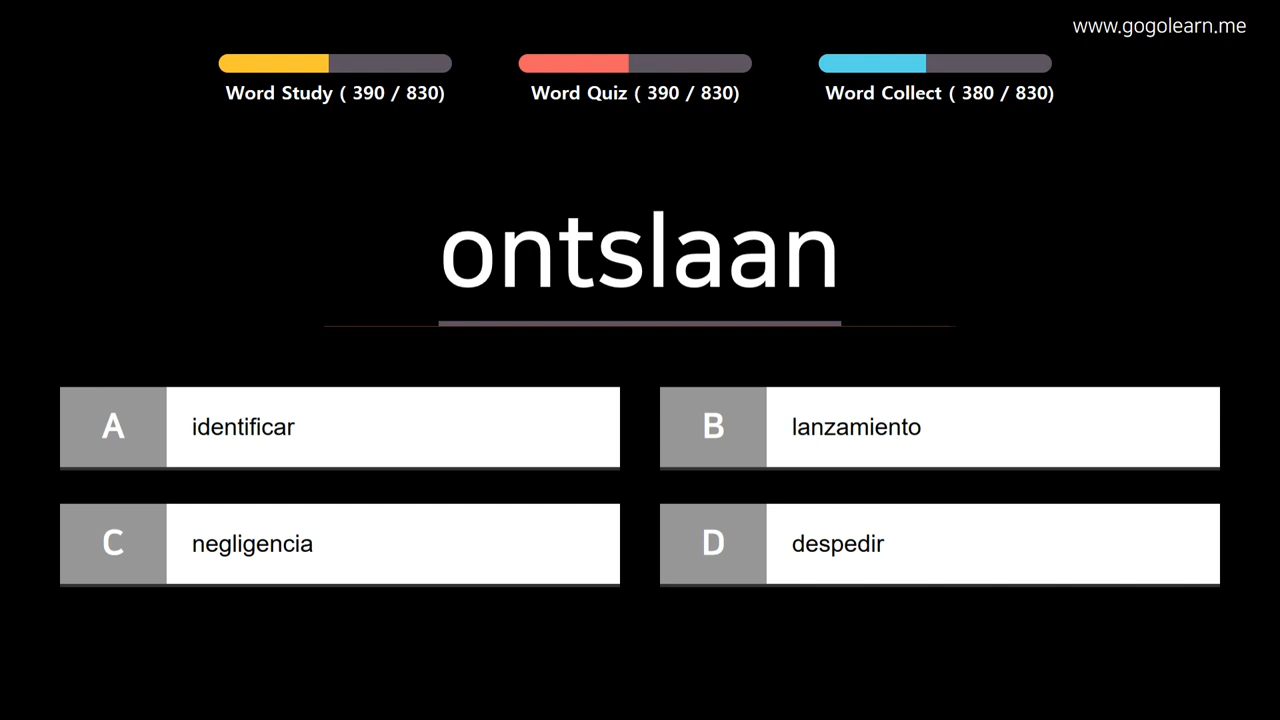 www.gogolearn.me
Word Study ( 390 / 830)
Word Quiz ( 390 / 830)
Word Collect ( 380 / 830)
ontslaan
A identificar
B lanzamiento
C negligencia
D despedir